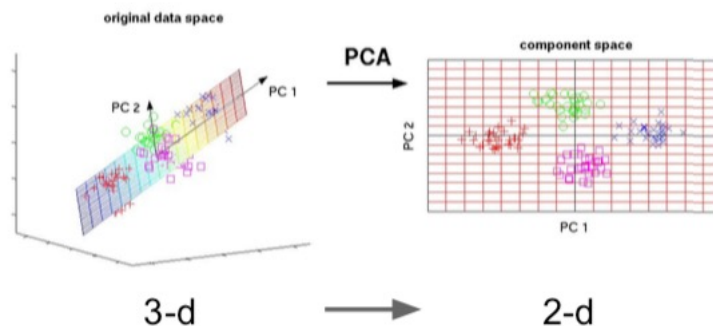 original data space
PCA
component space
PC 1
PC 2
PC 2
PC 1
3-d
2-d